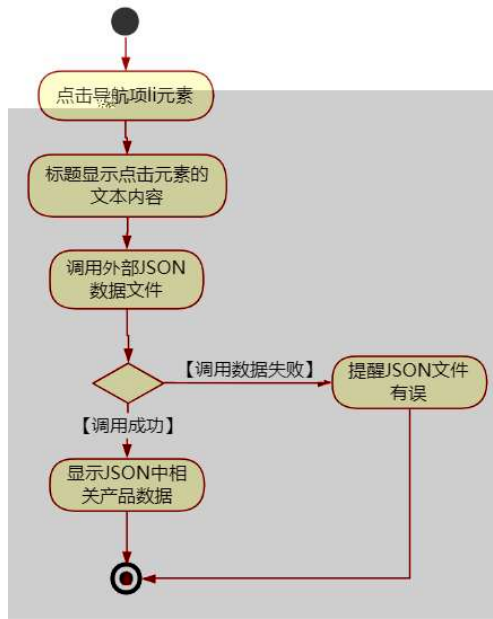 点击导航项li元素
标题显示点击元素的
文本内容
调用外部JSON
数据文件
【调用数据失败】
提醒JSON文件
有误
【调用成功】
显示JSON中相
关产品数据